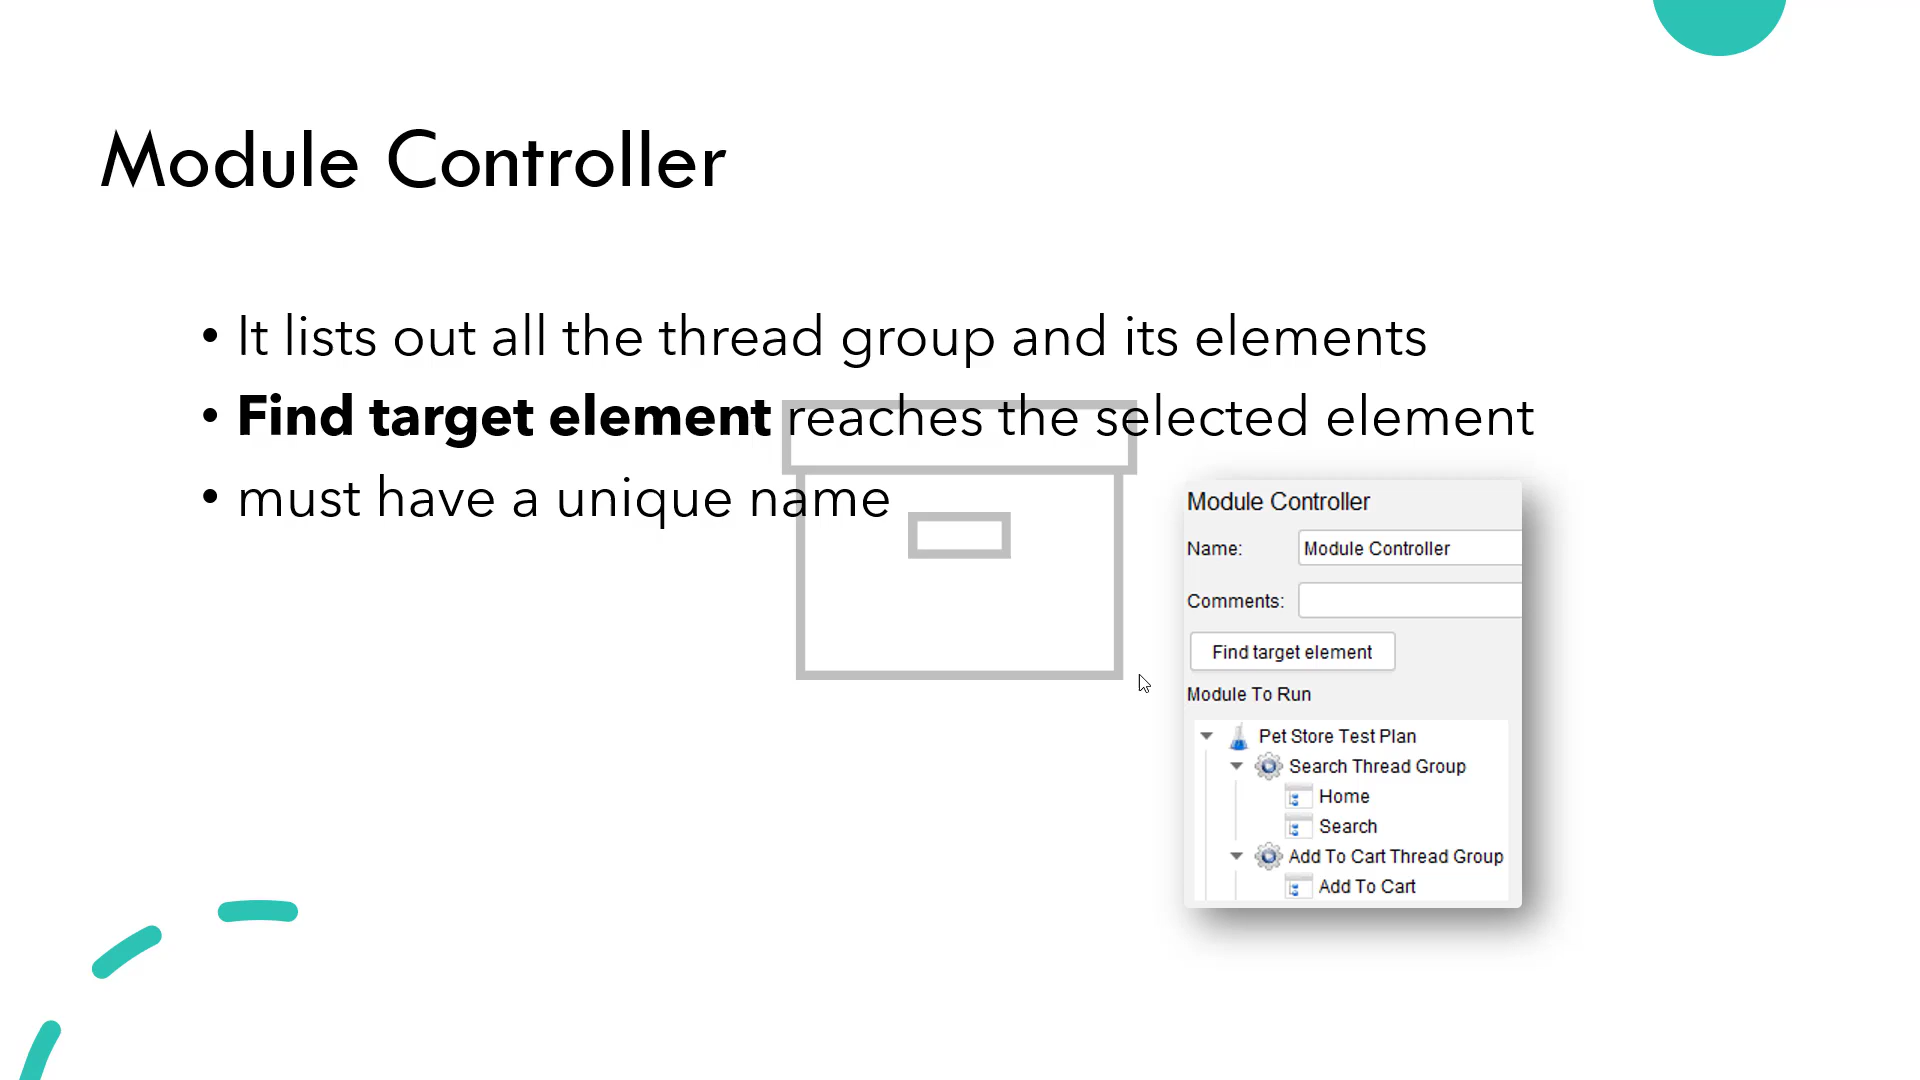 Module Controller
• It lists out all the thread group and its elements
• Find target element reaches the selected element
• must have a unique name
Module Controller
Name: Module Controller
Comments:
Find target element
Module To Run
Pet Store Test Plan
Search Thread Group
Home
Search
Add To Cart Thread Group
Add To Cart